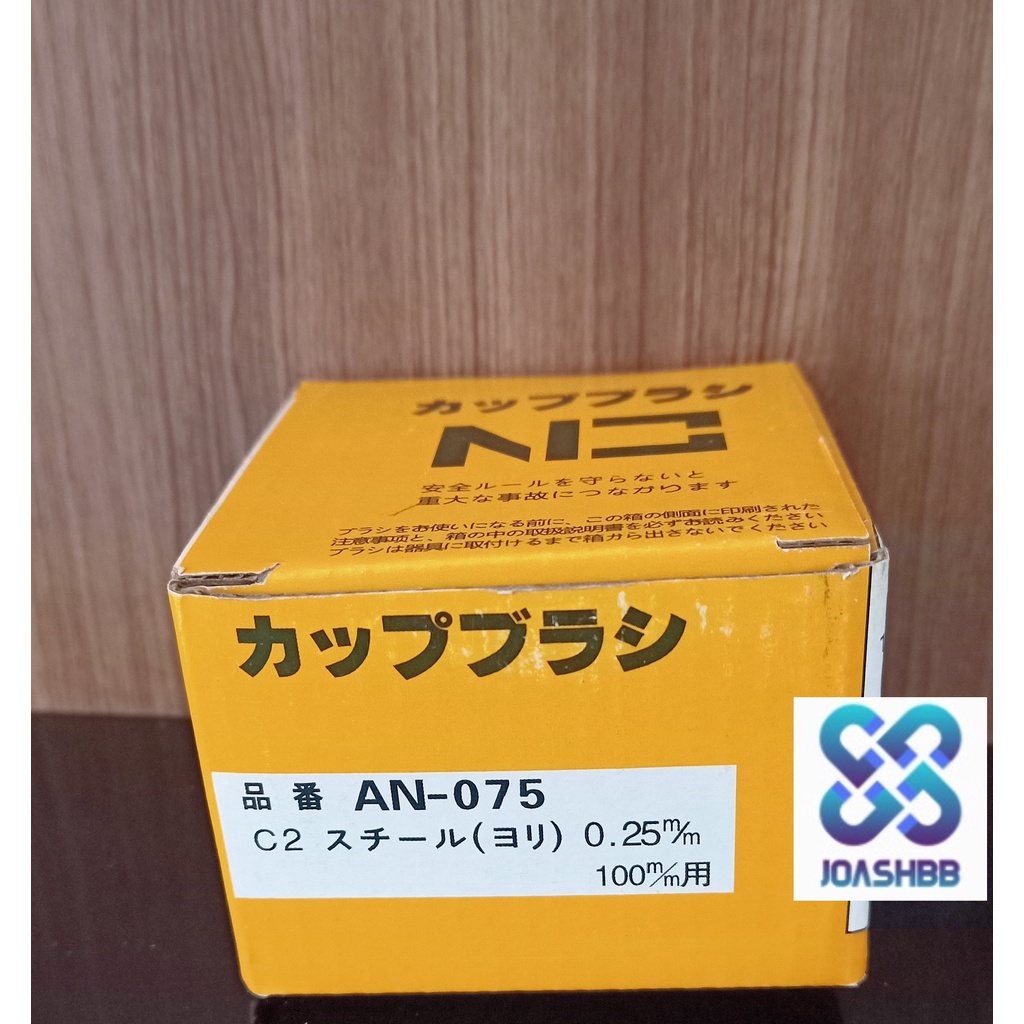 カップブラシ
安全ルールを守らないと
重大な事故につながります
ブラシをお使いになる前に、この箱の側面に印刷された
注意事項と、箱の中の取扱説明書を必ずお読みください
ブラシは器具に取付けるまで箱から出さないでください
カップブラシ
品番 AN-075
C2 スチール(ヨリ) 0.25m/m
100m/m用
JOASHBB